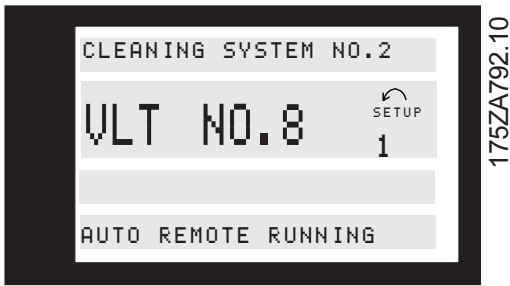 CLEANING SYSTEM NO.2
VLT NO.8
SETUP
1
AUTO REMOTE RUNNING
175ZA792.10